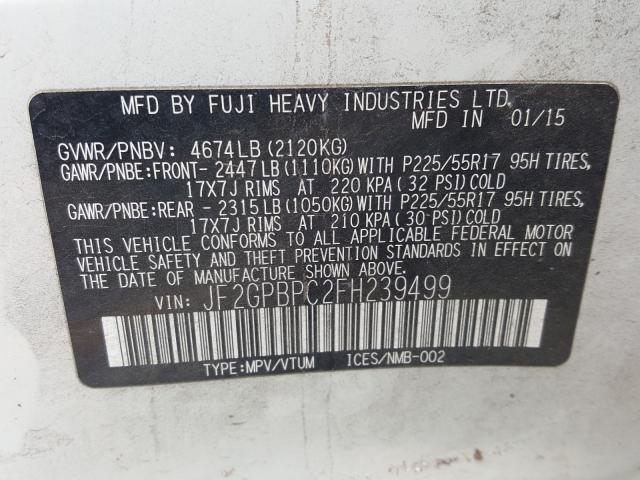 MFD BY FUJI HEAVY INDUSTRIES LTD.
MFD IN 01/15
GVWR/PNBV: 4674LB(2120KG)
GAWR/PNBE:FRONT- 2447LB(1110KG)WITH P225/55R17 95H TIRES,
17X7J RIMS AT 220 KPA( 32 PSI)COLD
GAWR/PNBE:REAR - 2315LB(1050KG)WITH P225/55R17 95H TIRES,
17X7J RIMS AT 210 KPA( 30 PSI)COLD
THIS VEHICLE CONFORMS TO ALL APPLICABLE FEDERAL MOTOR
VEHICLE SAFETY AND THEFT PREVENTION STANDARDS IN EFFECT ON
THE DATE OF MANUFACTURE SHOWN ABOVE.
VIN: JF2GPBPC2FH239499
TYPE:MPV/VTUM ICES/NMB-002